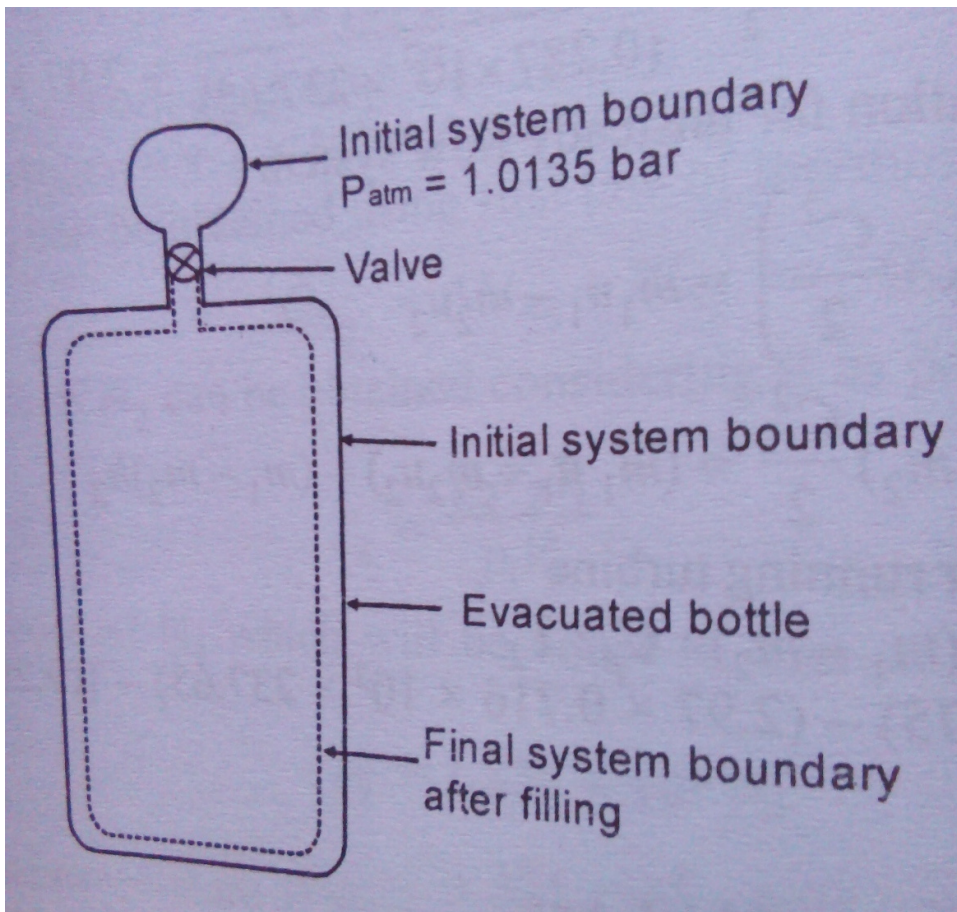 Initial system boundary
Patm = 1.0135 bar
Valve
Initial system boundary
Evacuated bottle
Final system boundary
after filling